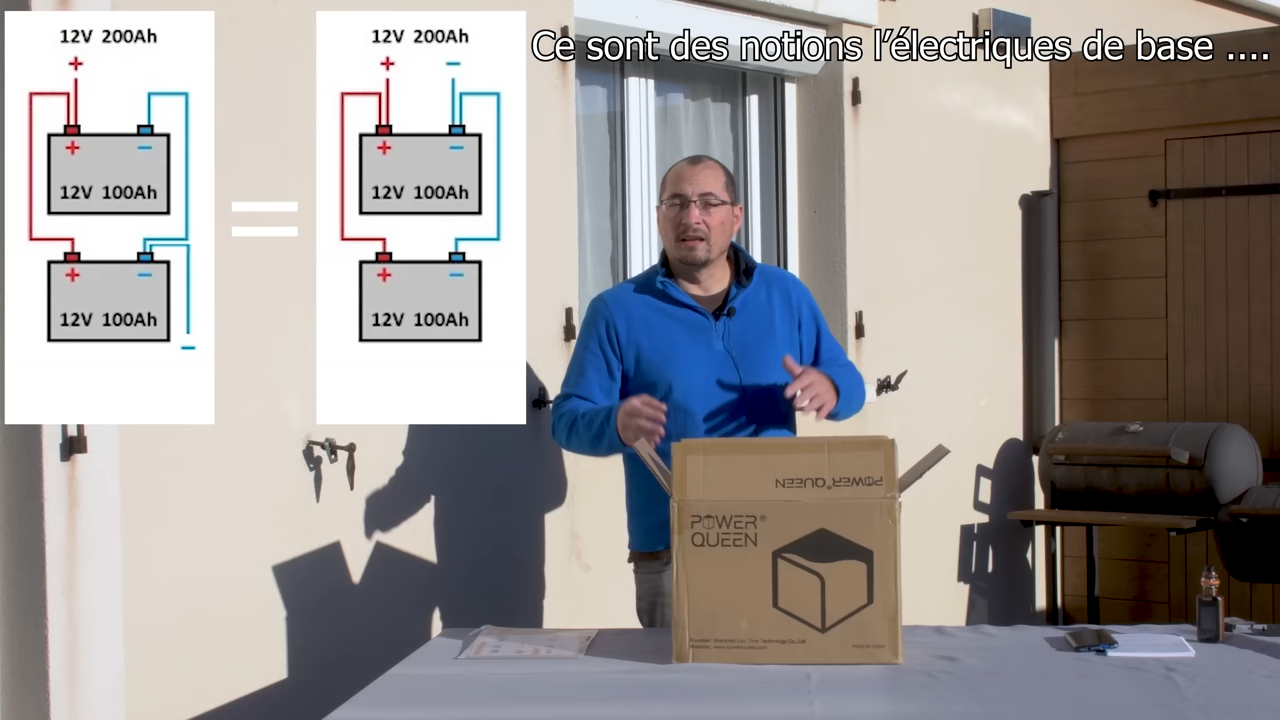 12V 200Ah
+
+ −
12V 100Ah
+ −
12V 100Ah
−
=
12V 200Ah
+ −
+ −
12V 100Ah
+ −
12V 100Ah
Ce sont des notions l'électriques de base ....
POWER QUEEN
POWER®
QUEEN